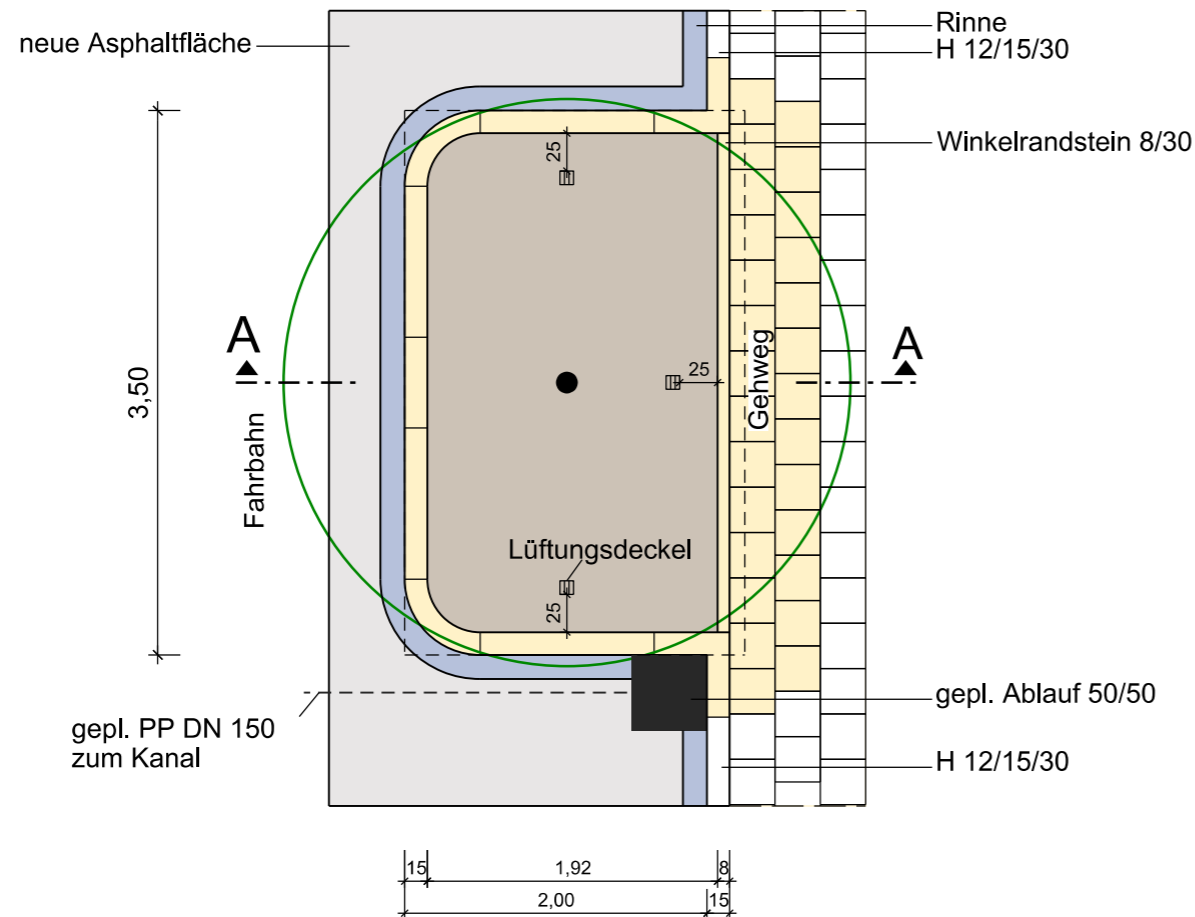 Rinne
neue Asphaltfläche
H 12/15/30
Winkelrandstein 8/30
25
A
A
25
3,50
Gehweg
Fahrbahn
Lüftungsdeckel
25
gepl. Ablauf 50/50
gepl. PP DN 150
zum Kanal
H 12/15/30
15
1,92
8
2,00
15